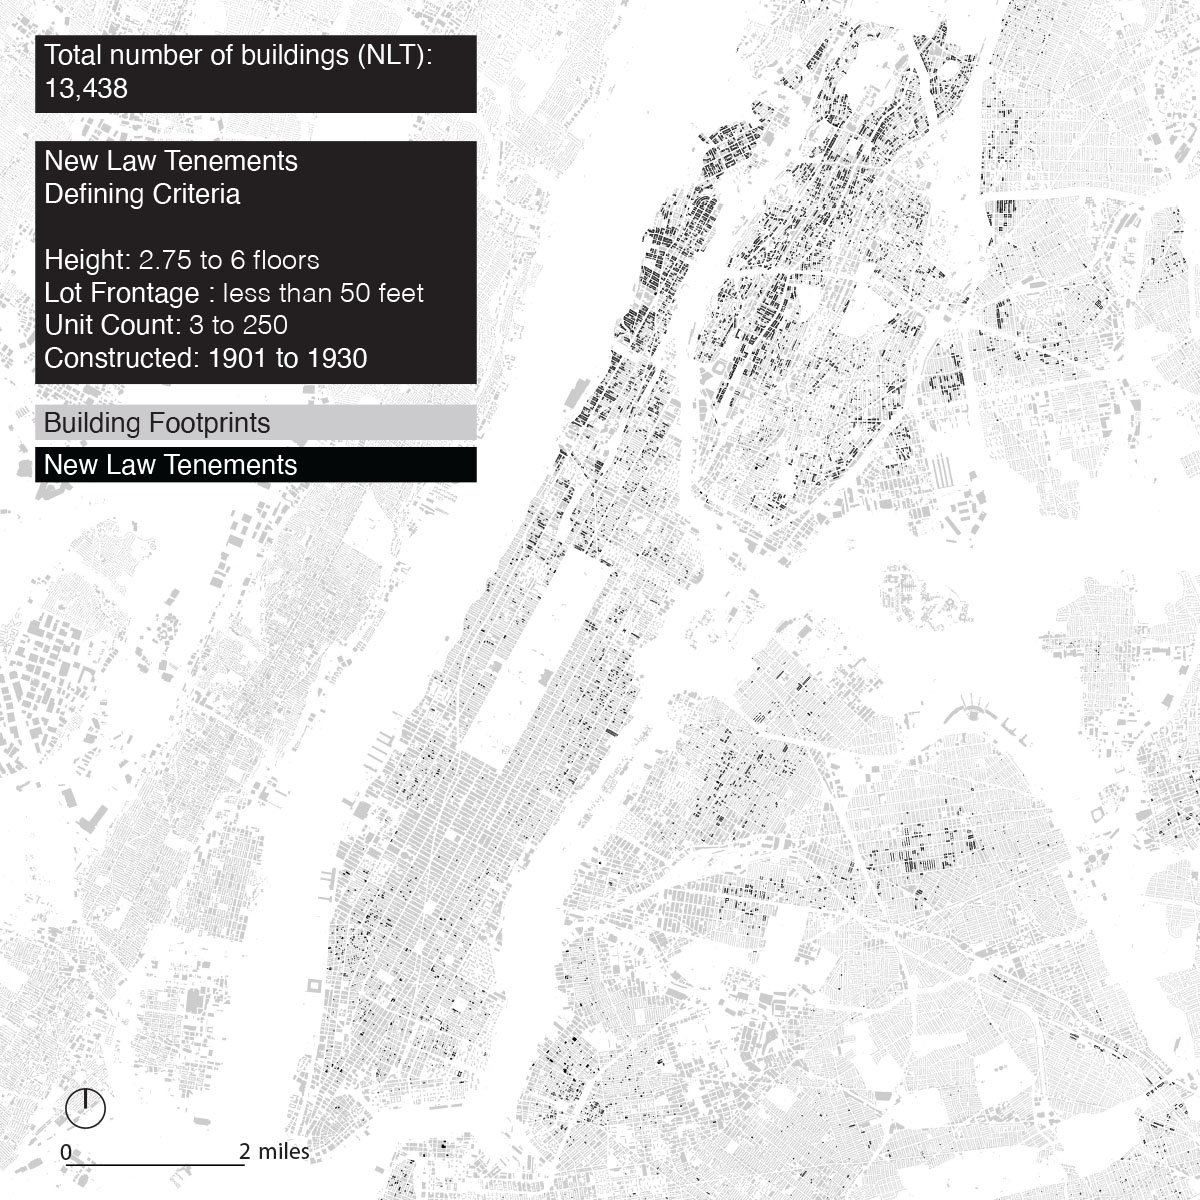 Total number of buildings (NLT):
13,438
New Law Tenements
Defining Criteria
Height: 2.75 to 6 floors
Lot Frontage : less than 50 feet
Unit Count: 3 to 250
Constructed: 1901 to 1930
Building Footprints
New Law Tenements
0 2 miles